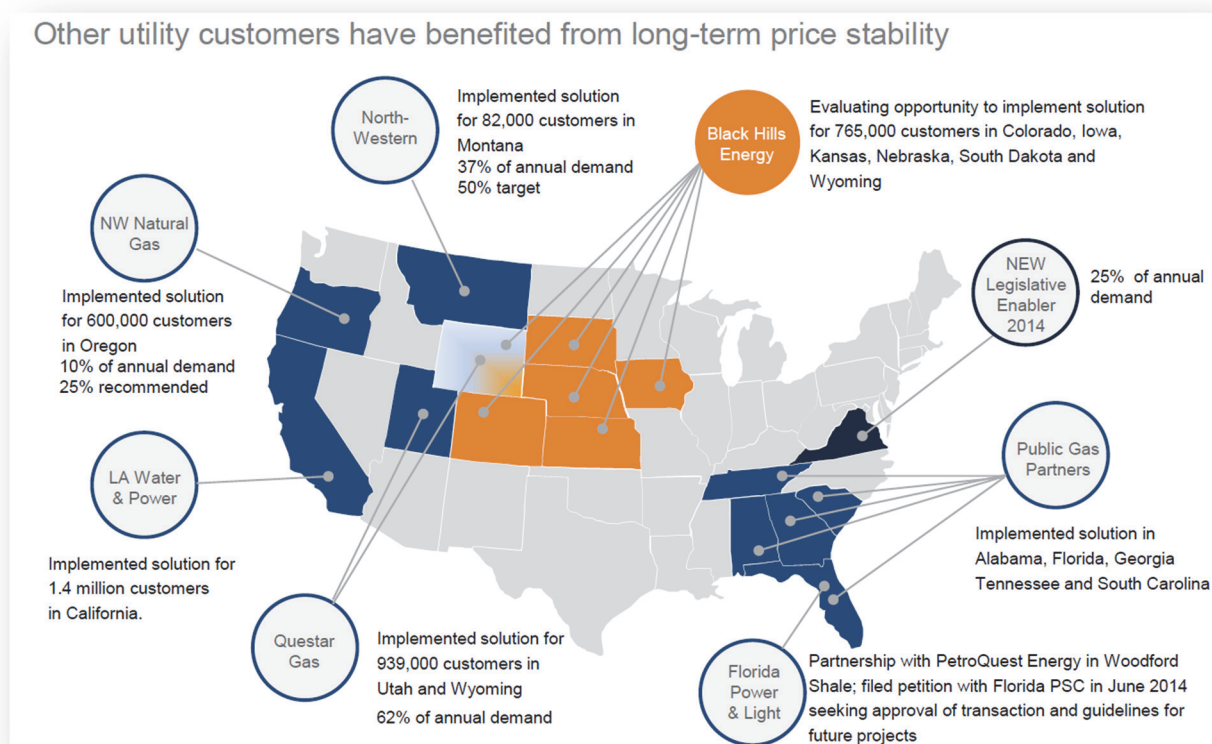 Other utility customers have benefited from long-term price stability
North-
Western
Implemented solution
for 82,000 customers in
Montana
37% of annual demand
50% target
Black Hills
Energy
Evaluating opportunity to implement solution
for 765,000 customers in Colorado, Iowa,
Kansas, Nebraska, South Dakota and
Wyoming
NW Natural
Gas
Implemented solution
for 600,000 customers
in Oregon
10% of annual demand
25% recommended
NEW
Legislative
Enabler
2014
25% of annual
demand
LA Water
& Power
Implemented solution for
1.4 million customers
in California.
Public Gas
Partners
Implemented solution in
Alabama, Florida, Georgia
Tennessee and South Carolina
Questar
Gas
Implemented solution for
939,000 customers in
Utah and Wyoming
62% of annual demand
Florida
Power
& Light
Partnership with PetroQuest Energy in Woodford
Shale; filed petition with Florida PSC in June 2014
seeking approval of transaction and guidelines for
future projects